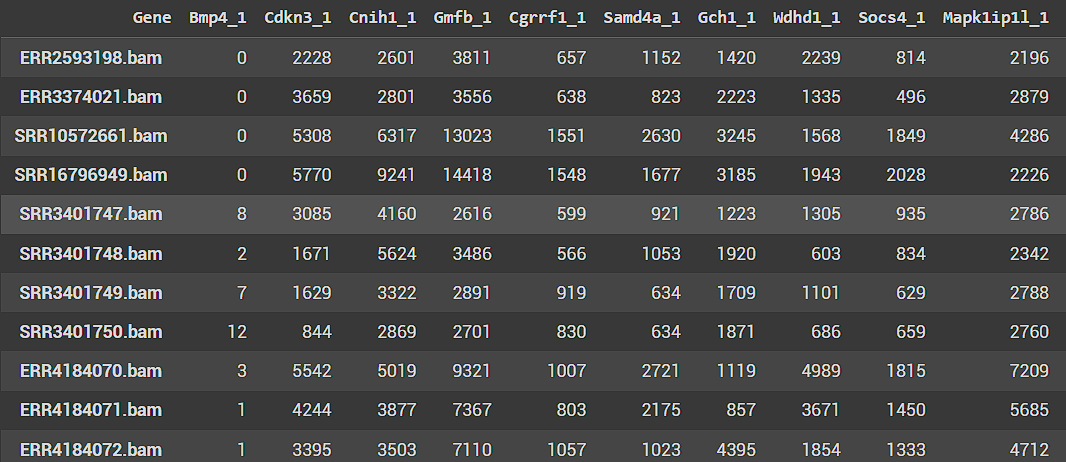 Gene Bmp4_1 Cdkn3_1 Cnih1_1 Gmfb_1 Cgrrf1_1 Samd4a_1 Gch1_1 Wdhd1_1 Socs4_1 Mapk1ip1l_1
ERR2593198.bam 0 2228 2601 3811 657 1152 1420 2239 814 2196
ERR3374021.bam 0 3659 2801 3556 638 823 2223 1335 496 2879
SRR10572661.bam 0 5308 6317 13023 1551 2630 3245 1568 1849 4286
SRR16796949.bam 0 5770 9241 14418 1548 1677 3185 1943 2028 2226
SRR3401747.bam 8 3085 4160 2616 599 921 1223 1305 935 2786
SRR3401748.bam 2 1671 5624 3486 566 1053 1920 603 834 2342
SRR3401749.bam 7 1629 3322 2891 919 634 1709 1101 629 2788
SRR3401750.bam 12 844 2869 2701 830 634 1871 686 659 2760
ERR4184070.bam 3 5542 5019 9321 1007 2721 1119 4989 1815 7209
ERR4184071.bam 1 4244 3877 7367 803 2175 857 3671 1450 5685
ERR4184072.bam 1 3395 3503 7110 1057 1023 4395 1854 1333 4712